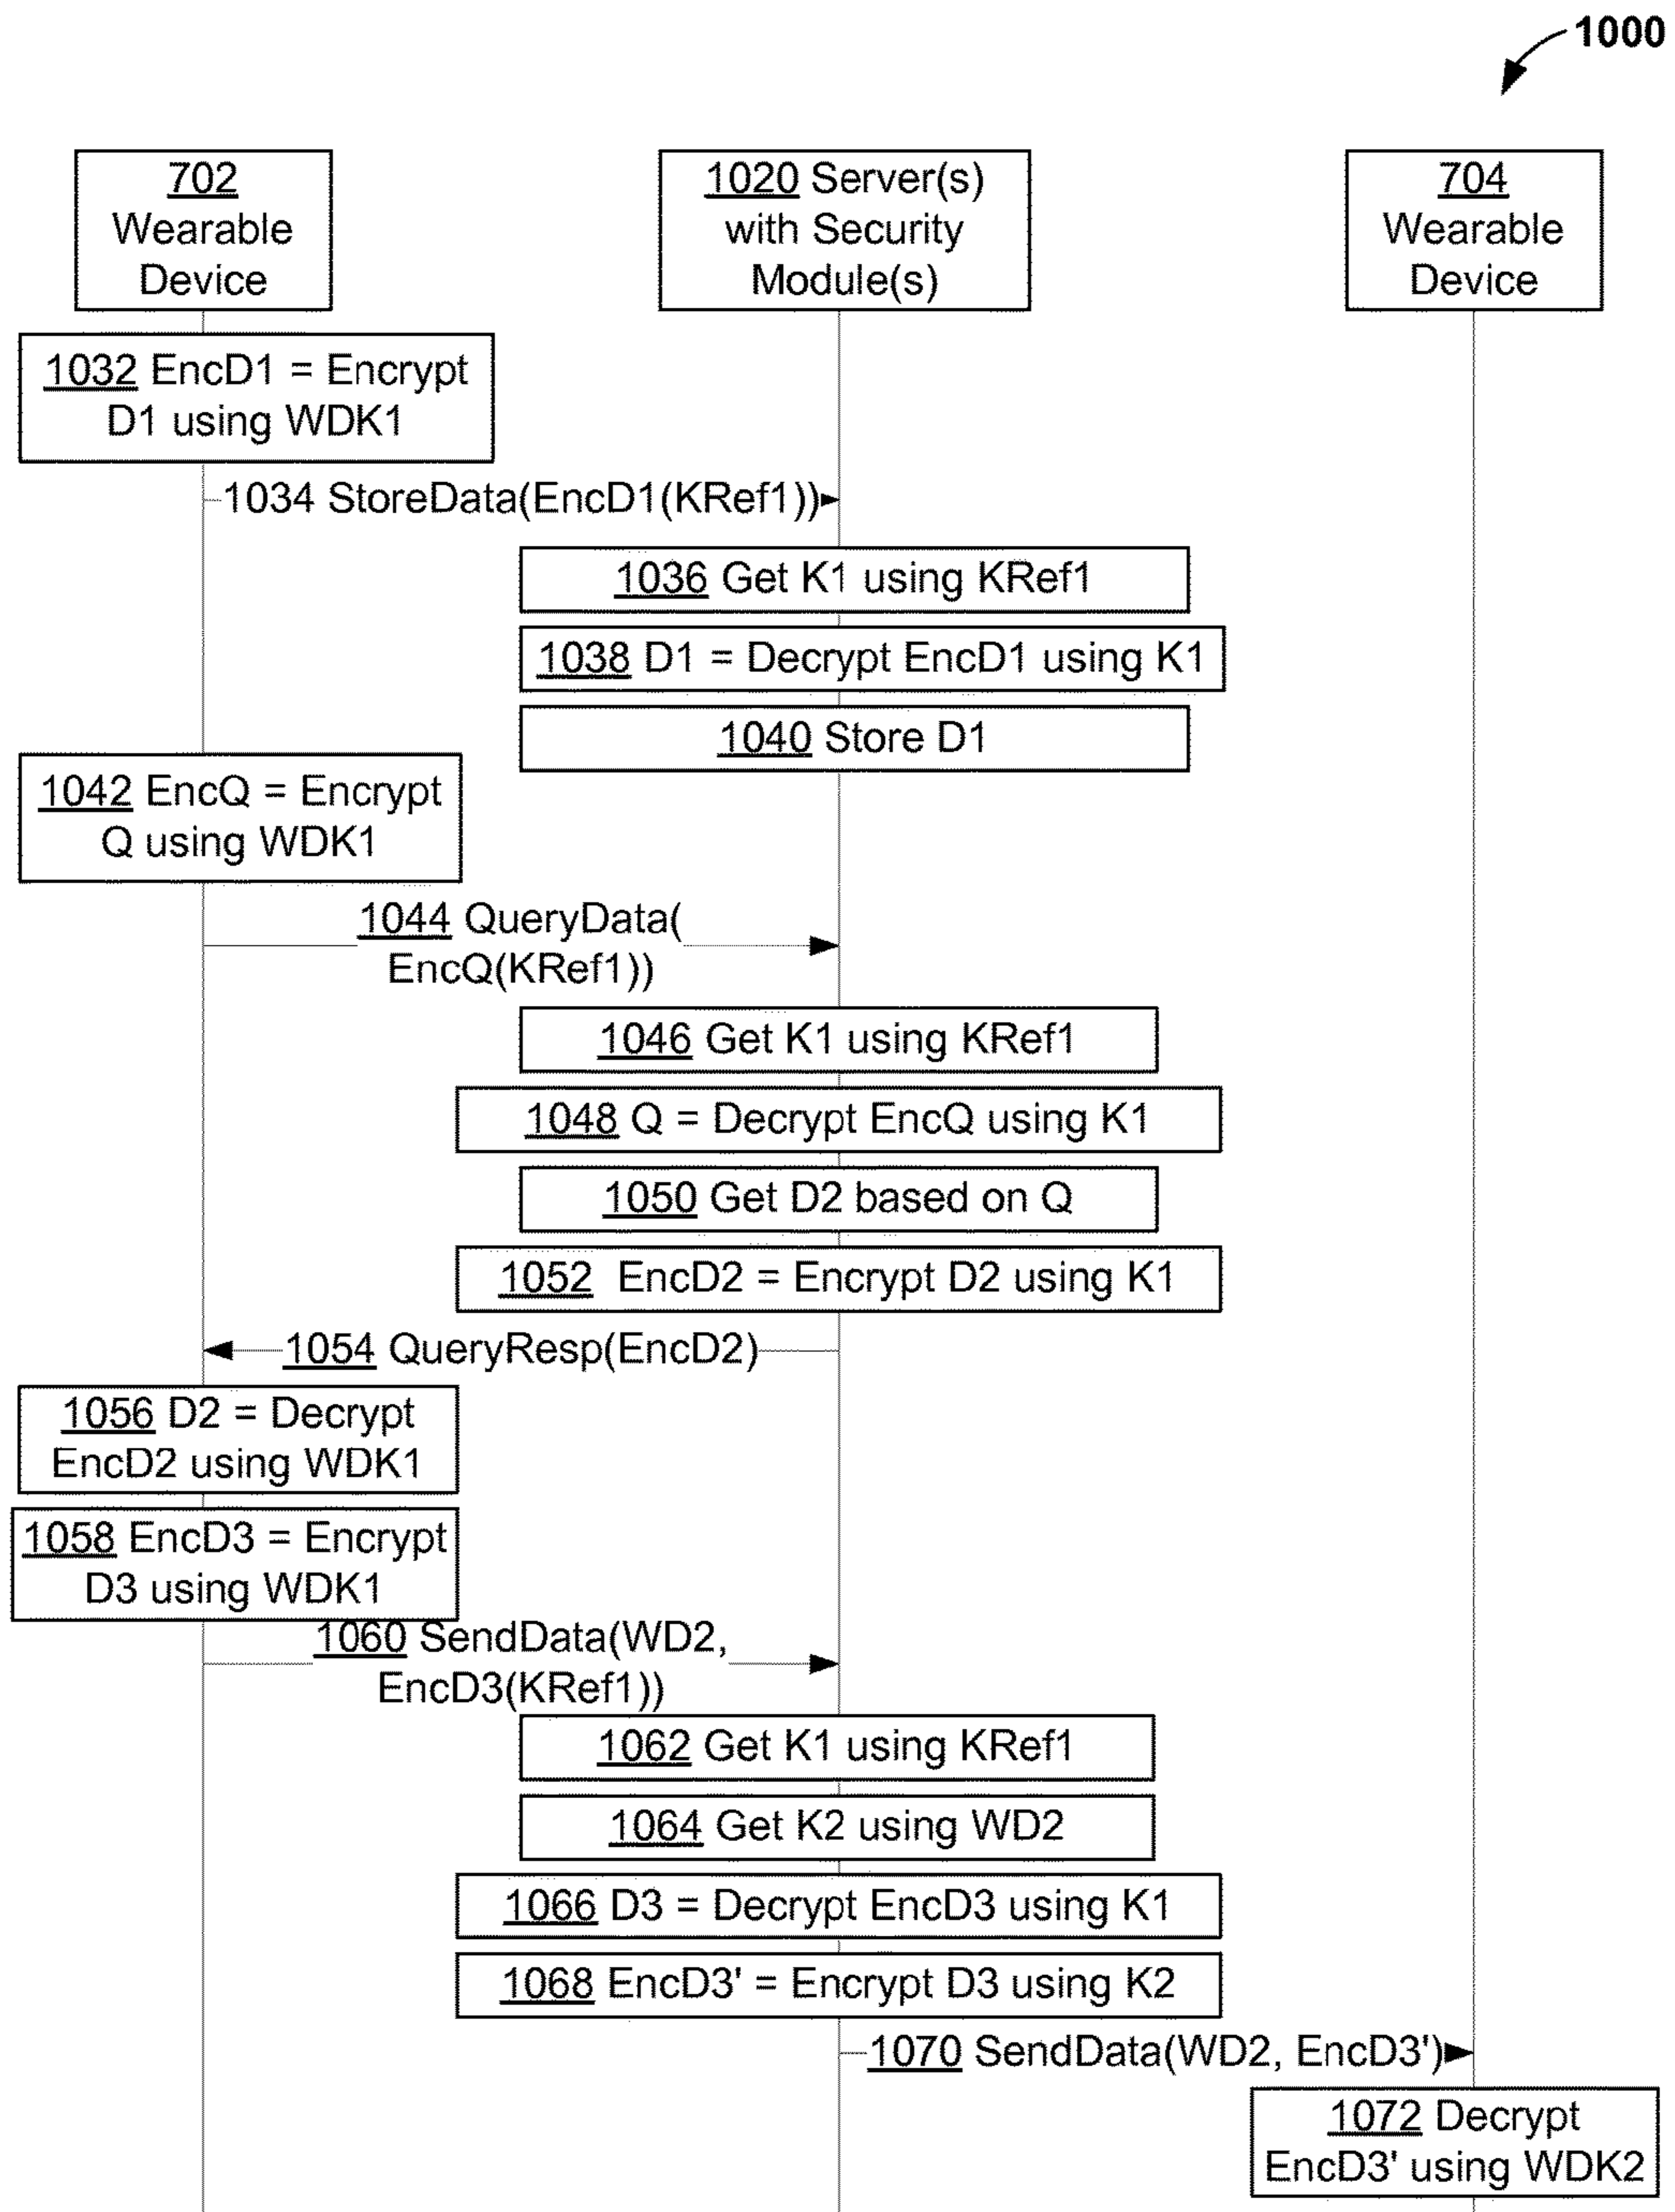 1000
702
Wearable
Device
1020 Server(s)
with Security
Module(s)
704
Wearable
Device
1032 EncD1 = Encrypt
D1 using WDK1
1034 StoreData(EncD1(KRef1))
1036 Get K1 using KRef1
1038 D1 = Decrypt EncD1 using K1
1040 Store D1
1042 EncQ = Encrypt
Q using WDK1
1044 QueryData(
EncQ(KRef1))
1046 Get K1 using KRef1
1048 Q = Decrypt EncQ using K1
1050 Get D2 based on Q
1052 EncD2 = Encrypt D2 using K1
1054 QueryResp(EncD2)
1056 D2 = Decrypt
EncD2 using WDK1
1058 EncD3 = Encrypt
D3 using WDK1
1060 SendData(WD2,
EncD3(KRef1))
1062 Get K1 using KRef1
1064 Get K2 using WD2
1066 D3 = Decrypt EncD3 using K1
1068 EncD3' = Encrypt D3 using K2
1070 SendData(WD2, EncD3')
1072 Decrypt
EncD3' using WDK2